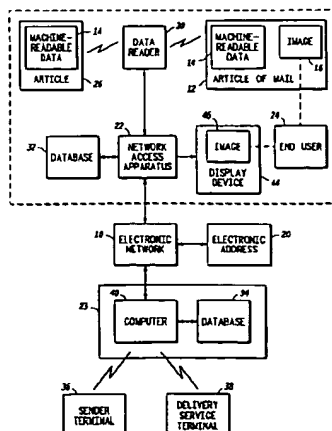 14
MACHINE-
READABLE DATA
ARTICLE
26
30
DATA
READER
14
MACHINE-
READABLE
DATA
IMAGE
16
12
ARTICLE OF MAIL
32
DATABASE
22
NETWORK
ACCESS
APPARATUS
46
IMAGE
DISPLAY
DEVICE
44
24
END USER
18
ELECTRONIC
NETWORK
20
ELECTRONIC
ADDRESS
23
40
COMPUTER
34
DATABASE
36
SENDER
TERMINAL
38
DELIVERY
SERVICE
TERMINAL